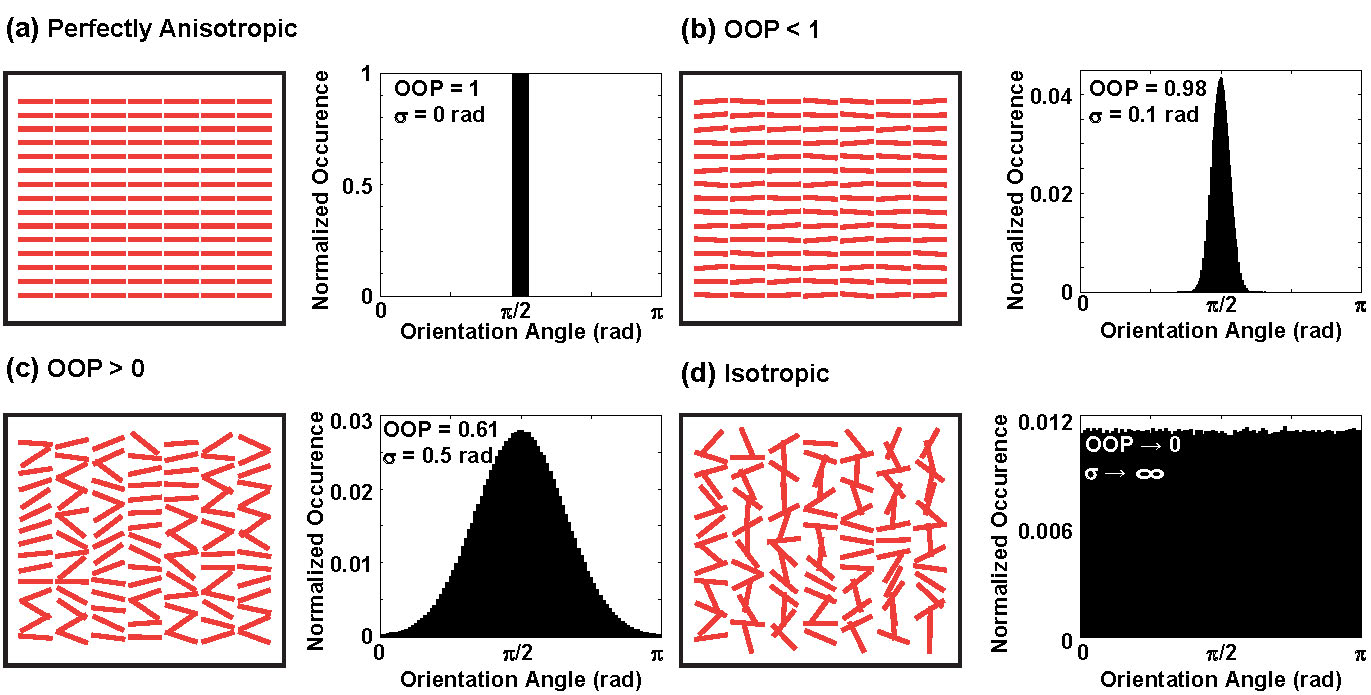 (a) Perfectly Anisotropic
OOP = 1
σ = 0 rad
1
0.5
0
0
π/2
π
Normalized Occurence
Orientation Angle (rad)
(b) OOP < 1
OOP = 0.98
σ = 0.1 rad
0.04
0.02
0
0
π/2
π
Normalized Occurence
Orientation Angle (rad)
(c) OOP > 0
OOP = 0.61
σ = 0.5 rad
0.03
0.02
0.01
0
0
π/2
π
Normalized Occurence
Orientation Angle (rad)
(d) Isotropic
OOP → 0
σ → ∞
0.012
0.006
0
0
π/2
π
Normalized Occurence
Orientation Angle (rad)